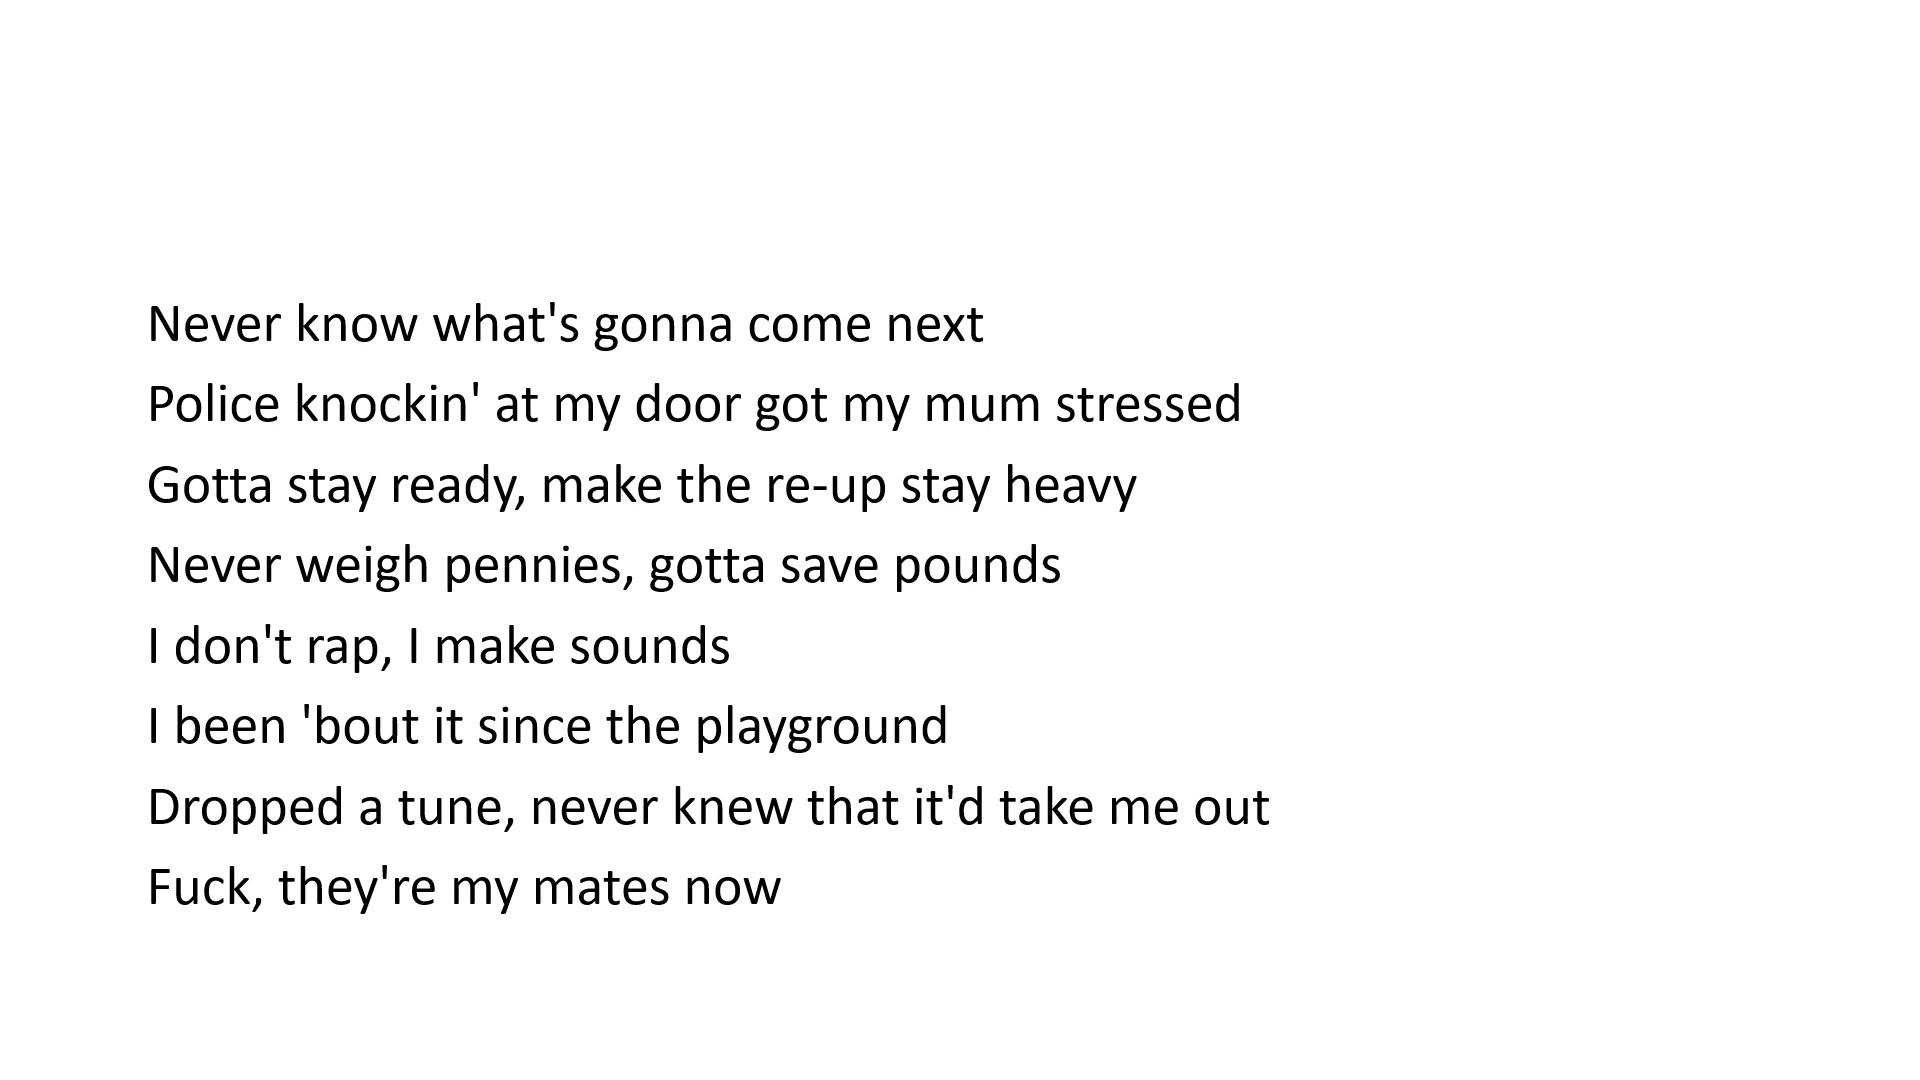 Never know what's gonna come next
Police knockin' at my door got my mum stressed
Gotta stay ready, make the re-up stay heavy
Never weigh pennies, gotta save pounds
I don't rap, I make sounds
I been 'bout it since the playground
Dropped a tune, never knew that it'd take me out
Fuck, they're my mates now